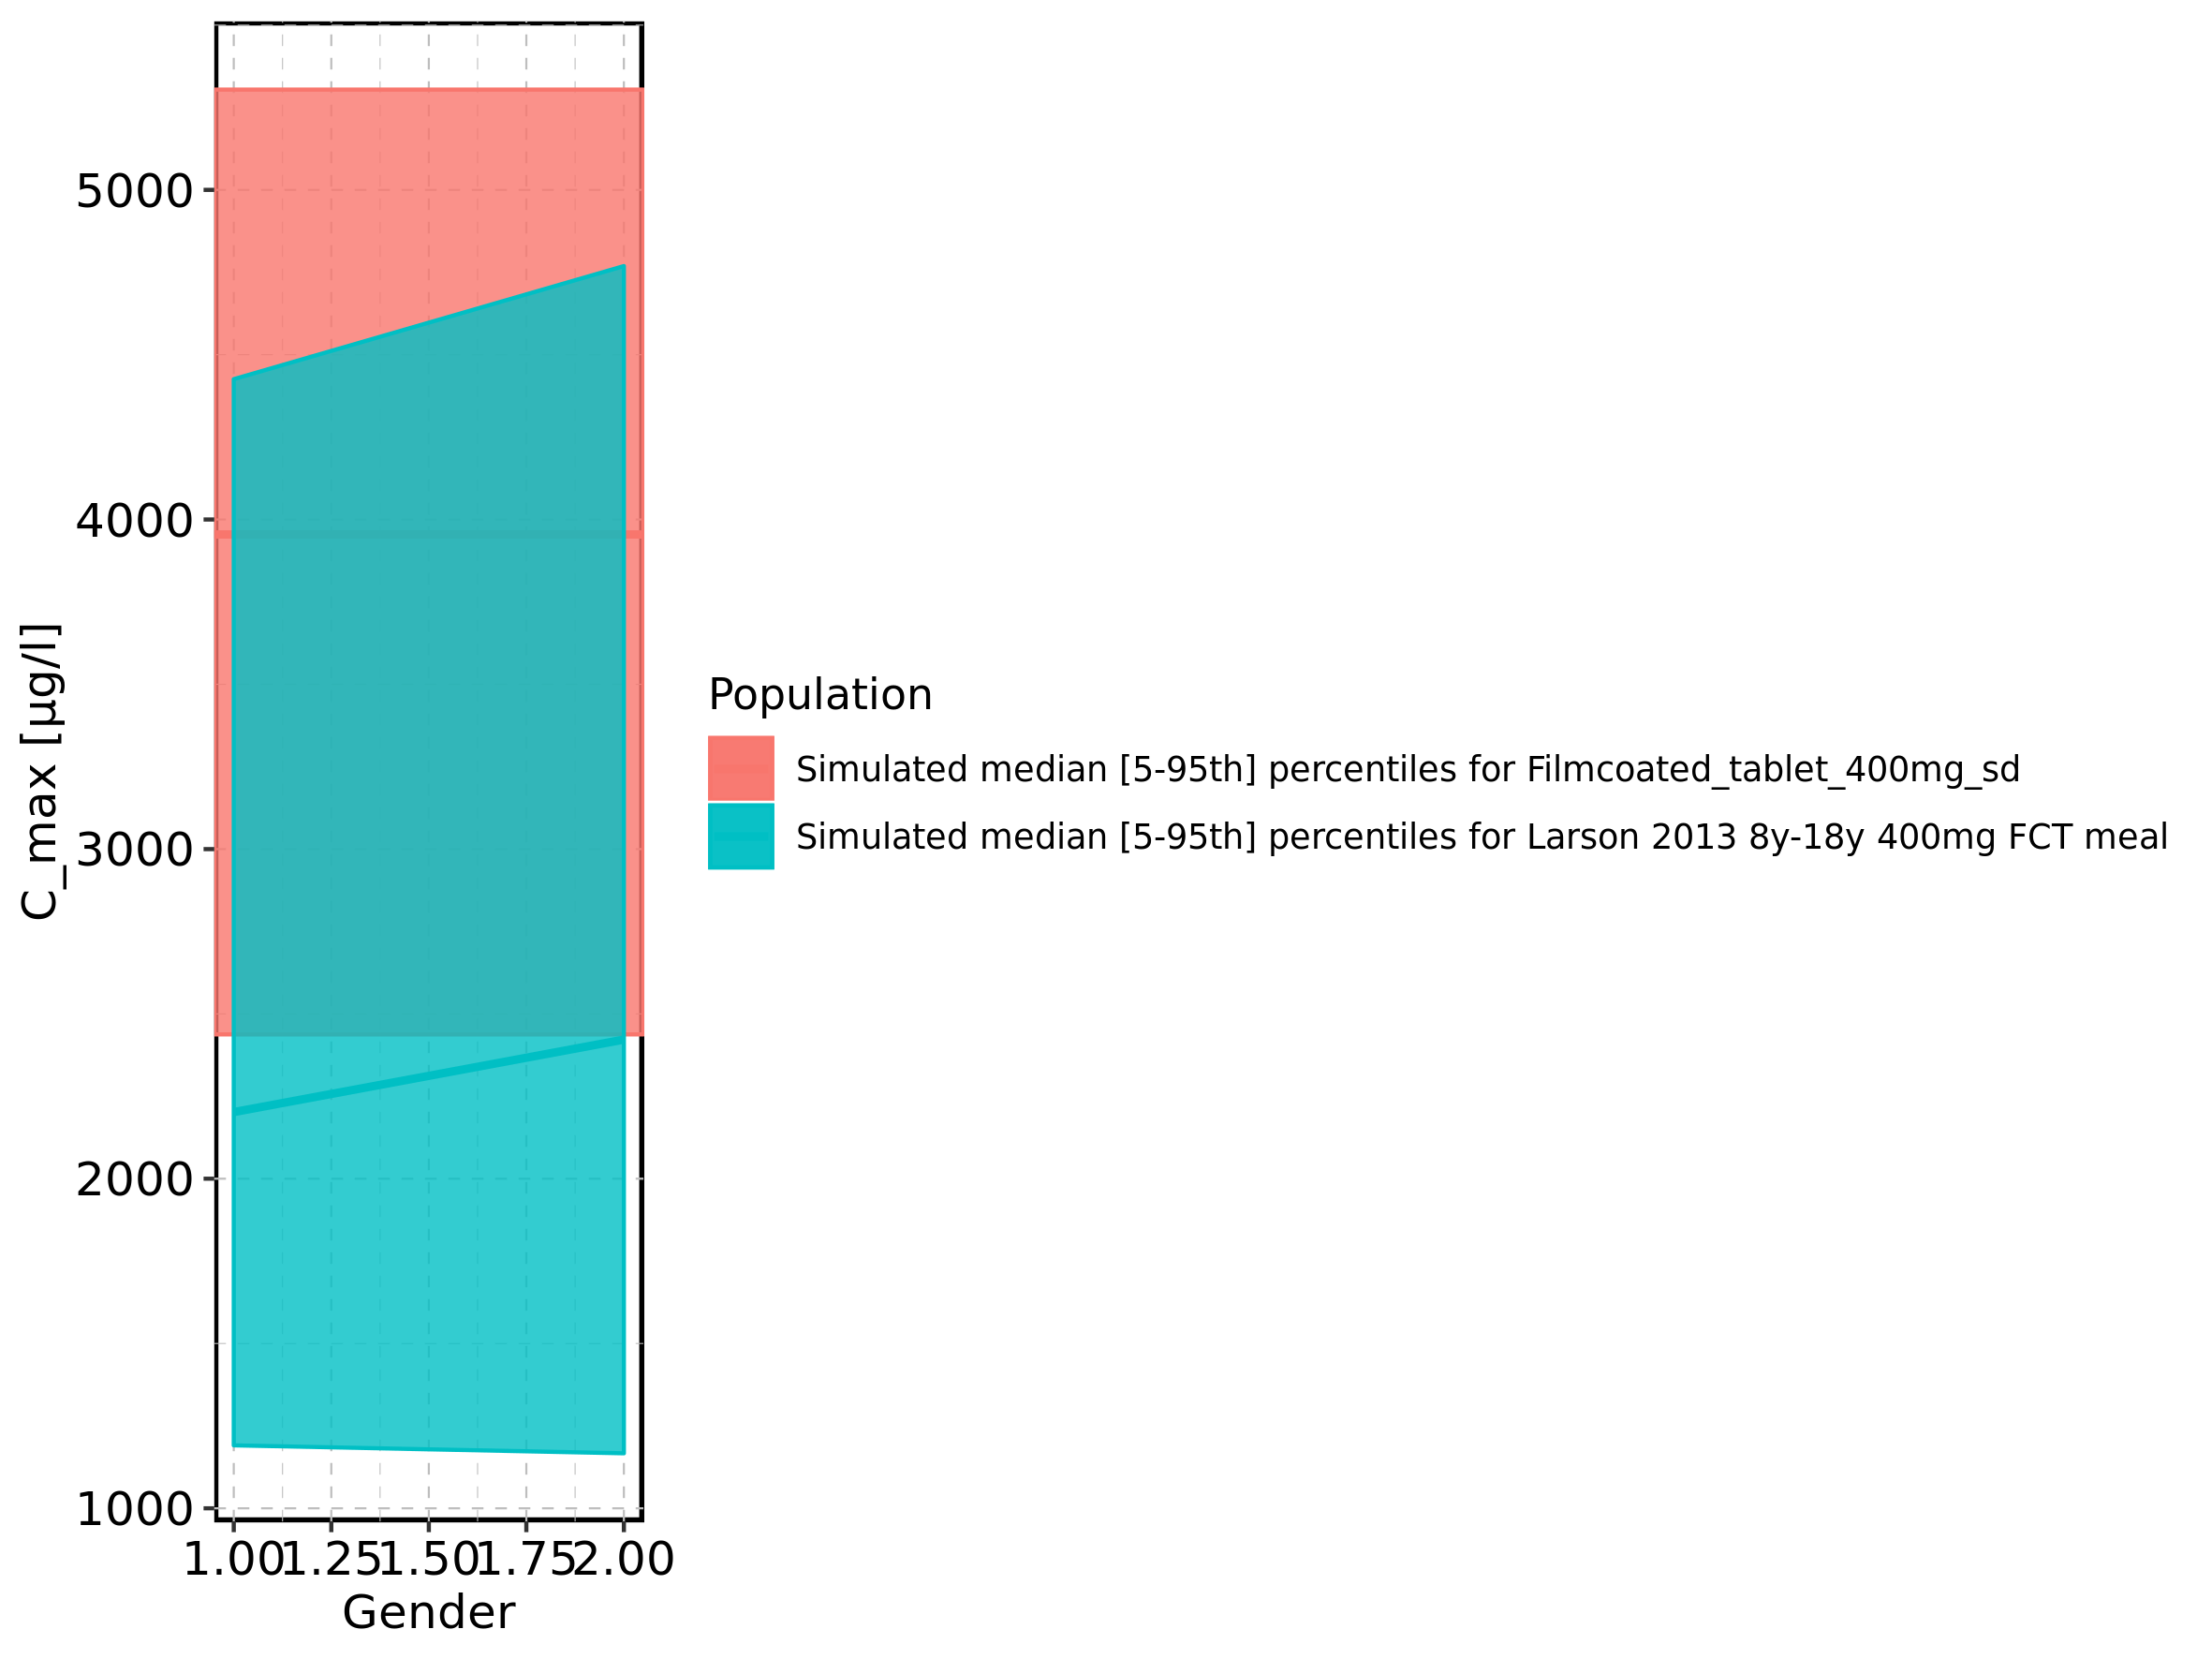 C_max [µg/l]
5000
4000
3000
2000
1000
1.00 1.25 1.50 1.75 2.00
Gender
Population
Simulated median [5-95th] percentiles for Filmcoated_tablet_400mg_sd
Simulated median [5-95th] percentiles for Larson 2013 8y-18y 400mg FCT meal